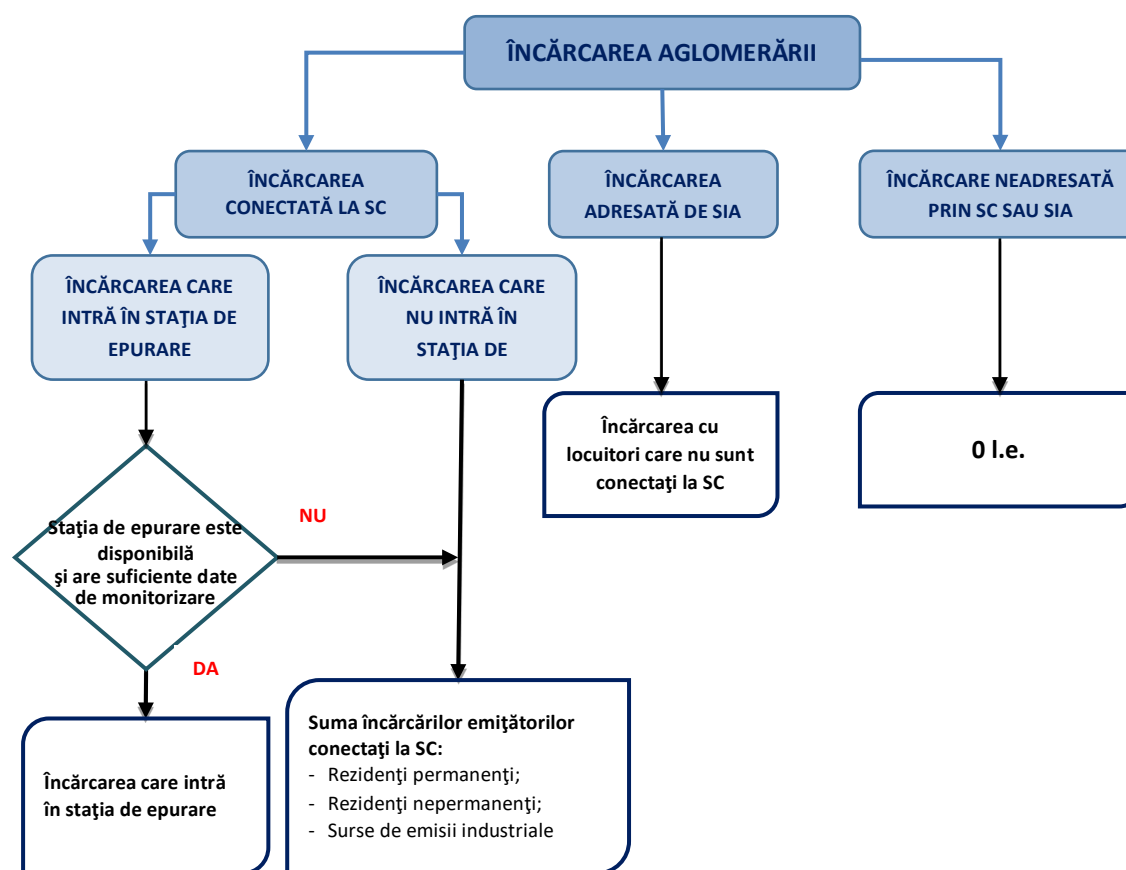 ÎNCĂRCAREA AGLOMERĂRII
ÎNCĂRCAREA
CONECTATĂ LA SC
ÎNCĂRCAREA
ADRESATĂ DE SIA
ÎNCĂRCARE NEADRESATĂ
PRIN SC SAU SIA
ÎNCĂRCAREA CARE
INTRĂ ÎN STAŢIA DE
EPURARE
ÎNCĂRCAREA CARE
NU INTRĂ ÎN
STAŢIA DE
Încărcarea cu
locuitori care nu sunt
conectaţi la SC
0 l.e.
Staţia de epurare este
disponibilă
şi are suficiente date
de monitorizare
NU
DA
Încărcarea care intră
în staţia de epurare
Suma încărcărilor emiţătorilor
conectaţi la SC:
- Rezidenţi permanenţi;
- Rezidenţi nepermanenţi;
- Surse de emisii industriale